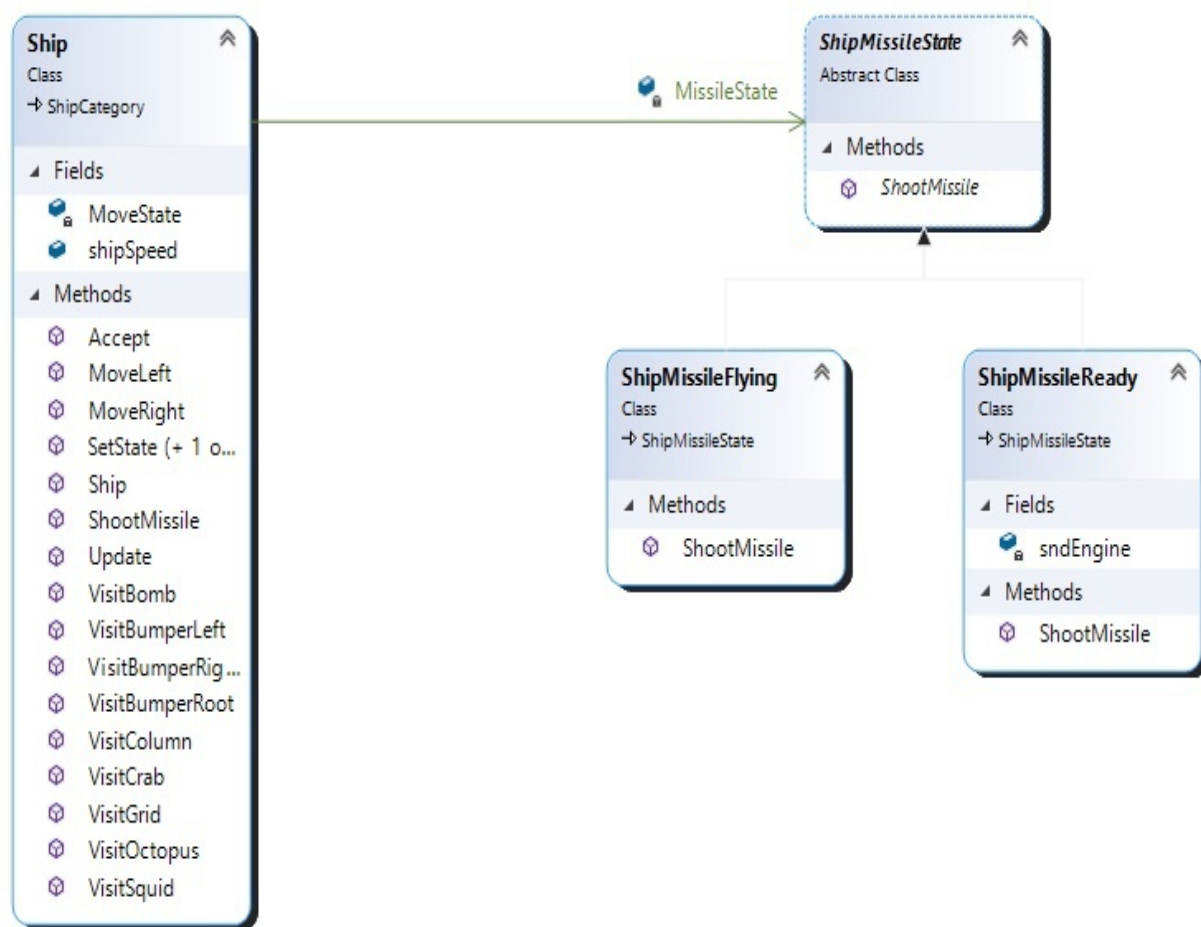 Ship
Class
ShipCategory
Fields
MoveState
shipSpeed
Methods
Accept
MoveLeft
MoveRight
SetState (+ 1 o...
Ship
ShootMissile
Update
VisitBomb
VisitBumperLeft
VisitBumperRig...
VisitBumperRoot
VisitColumn
VisitCrab
VisitGrid
VisitOctopus
VisitSquid
MissileState
ShipMissileState
Abstract Class
Methods
ShootMissile
ShipMissileFlying
Class
ShipMissileState
Methods
ShootMissile
ShipMissileReady
Class
ShipMissileState
Fields
sndEngine
Methods
ShootMissile